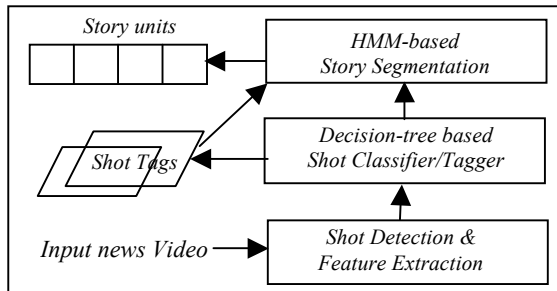 Story units
HMM-based
Story Segmentation
Shot Tags
Decision-tree based
Shot Classifier/Tagger
Input news Video
Shot Detection &
Feature Extraction